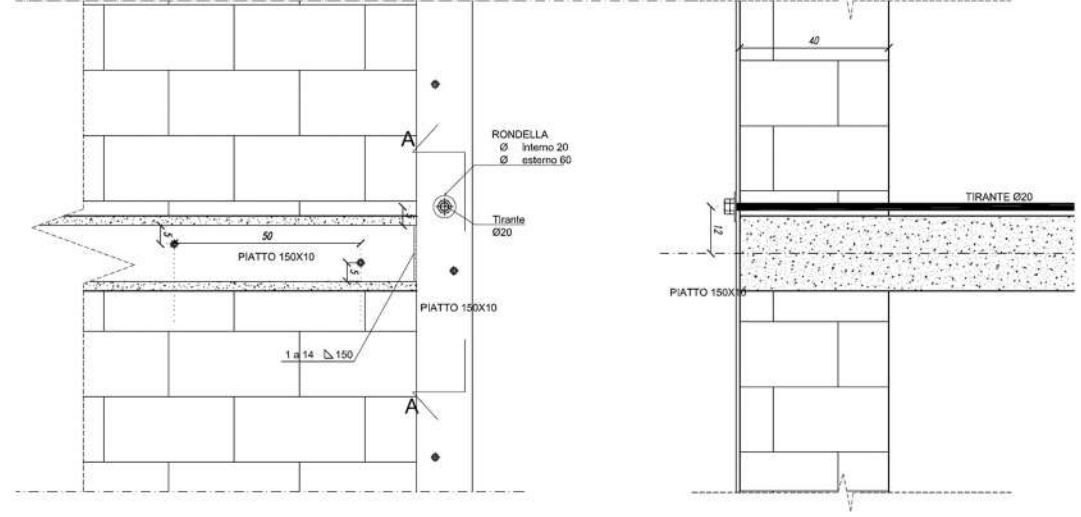 A
RONDELLA
Ø interno 20
Ø esterno 60
5
Tirante
Ø20
5
50
PIATTO 150X10
5
PIATTO 150X10
1 a 14 150
A
40
TIRANTE Ø20
12
PIATTO 150X10